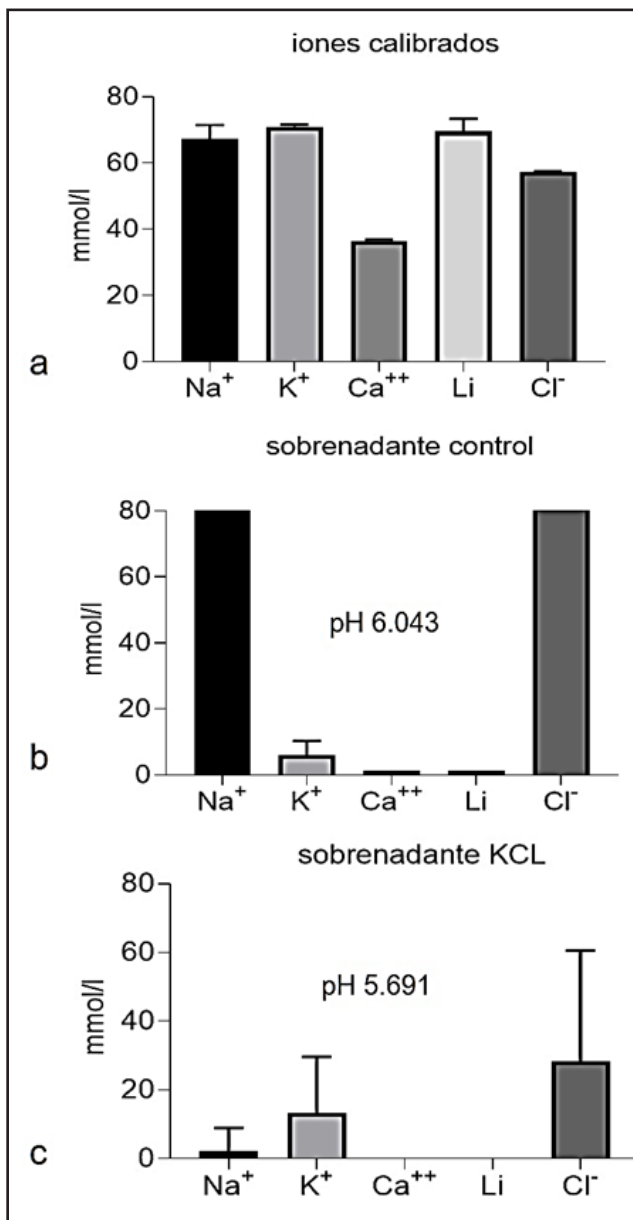 iones calibrados
80
60
40
20
0
mmol/l
a
Na⁺ K⁺ Ca⁺⁺ Li Cl⁻
sobrenadante control
80
60
40
20
0
mmol/l
pH 6.043
b
Na⁺ K⁺ Ca⁺⁺ Li Cl⁻
sobrenadante KCL
80
60
40
20
0
mmol/l
pH 5.691
c
Na⁺ K⁺ Ca⁺⁺ Li Cl⁻